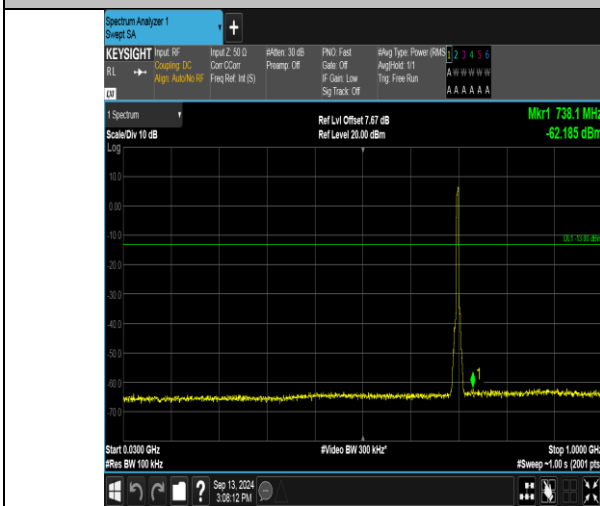 Spectrum Analyzer 1
Swept SA
+
KEYSIGHT Input: RF Input Z: 50 Ω #Atten: 30 dB PNO: Fast #Avg Type: Power (RMS 1 2 3 4 5 6
RL Coupling: DC Corr CCorr Preamp: Off Gate: Off Avg|Hold: 1/1 A W W W W W
Align: Auto/No RF Freq Ref: Int (S) IF Gain: Low Trig: Free Run
Sig Track: Off A A A A A A
LXI
1 Spectrum Ref Lvl Offset 7.67 dB Mkr1 738.1 MHz
Scale/Div 10 dB Ref Level 20.00 dBm -62.185 dBm
Log
10.0
0.00
-10.0
DL1 -13.00 dBm
-20.0
-30.0
-40.0
-50.0
-60.0
1
-70.0
Start 0.0300 GHz #Video BW 300 kHz* Stop 1.0000 GHz
#Res BW 100 kHz #Sweep ~1.00 s (2001 pts
? Sep 13, 2024
3:08:12 PM